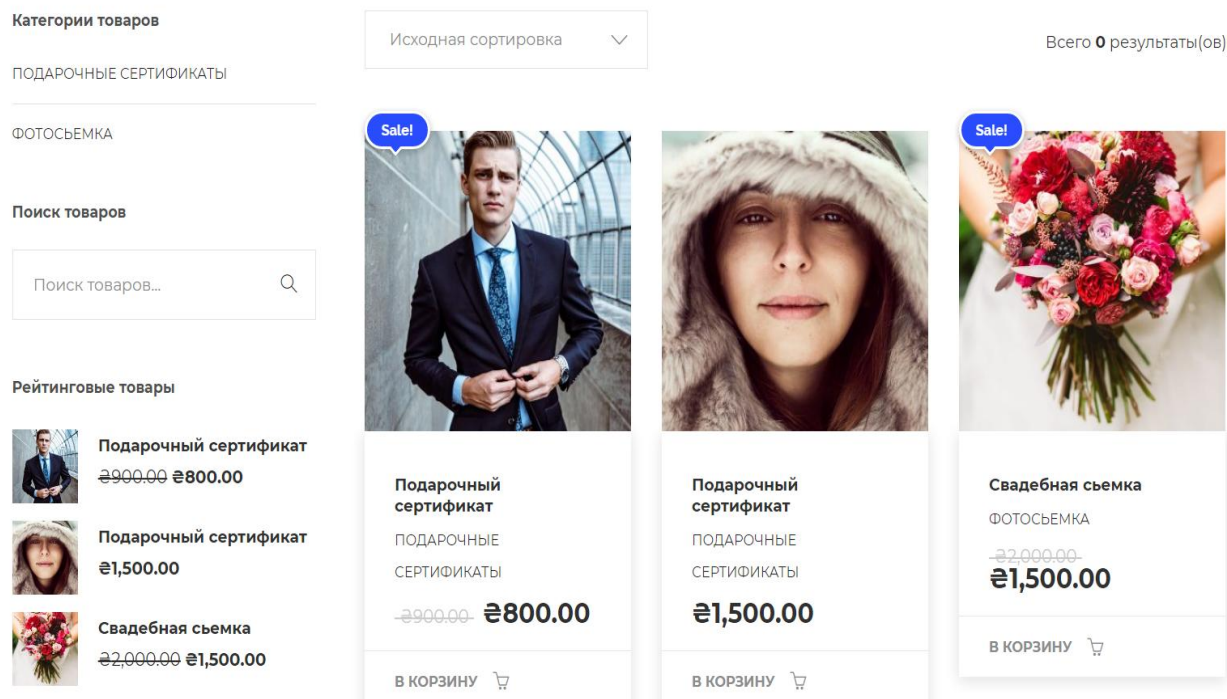 Категории товаров
ПОДАРОЧНЫЕ СЕРТИФИКАТЫ
ФОТОСЬЕМКА
Поиск товаров
Поиск товаров...
Рейтинговые товары
Подарочный сертификат
₴900.00 ₴800.00
Подарочный сертификат
₴1,500.00
Свадебная сьемка
₴2,000.00 ₴1,500.00
Исходная сортировка
Всего 0 результаты(ов)
Sale!
Подарочный
сертификат
ПОДАРОЧНЫЕ
СЕРТИФИКАТЫ
₴900.00 ₴800.00
В КОРЗИНУ
Подарочный
сертификат
ПОДАРОЧНЫЕ
СЕРТИФИКАТЫ
₴1,500.00
В КОРЗИНУ
Sale!
Свадебная сьемка
ФОТОСЬЕМКА
₴2,000.00
₴1,500.00
В КОРЗИНУ